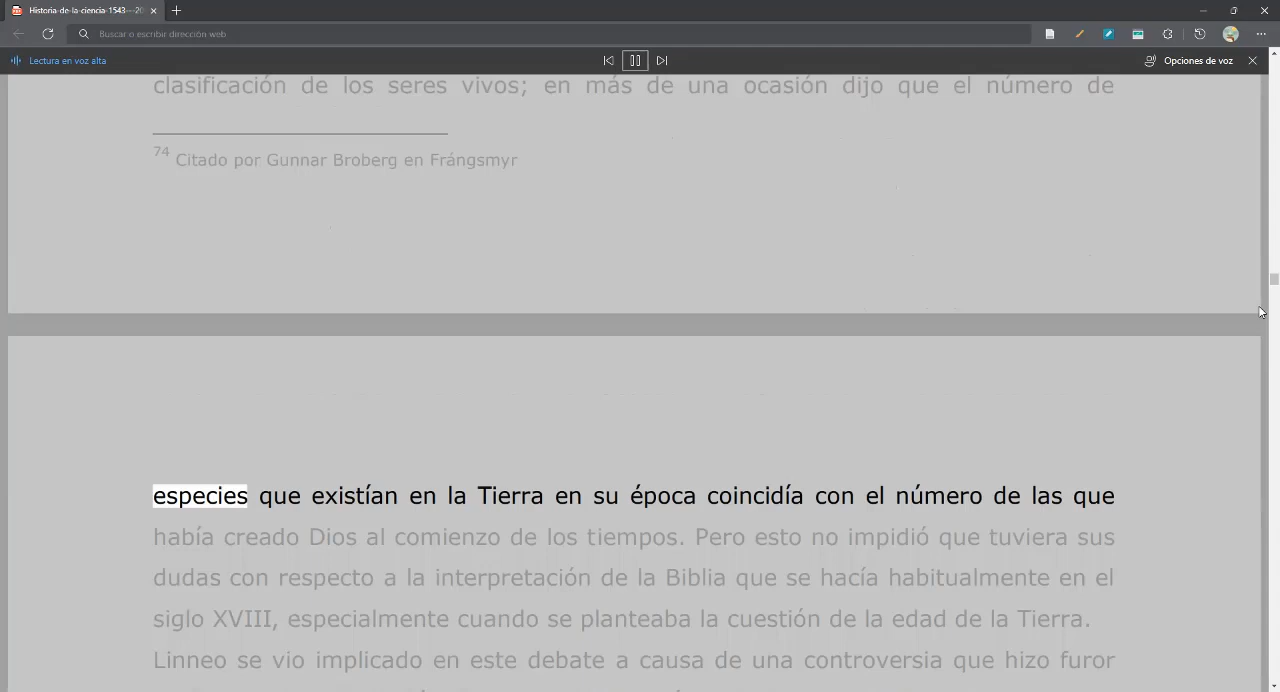 Historia-de-la-ciencia-1543---20
Buscar o escribir dirección web
Lectura en voz alta
Opciones de voz
clasificación de los seres vivos; en más de una ocasión dijo que el número de
74 Citado por Gunnar Broberg en Frángsmyr
especies que existían en la Tierra en su época coincidía con el número de las que
había creado Dios al comienzo de los tiempos. Pero esto no impidió que tuviera sus
dudas con respecto a la interpretación de la Biblia que se hacía habitualmente en el
siglo XVIII, especialmente cuando se planteaba la cuestión de la edad de la Tierra.
Linneo se vio implicado en este debate a causa de una controversia que hizo furor